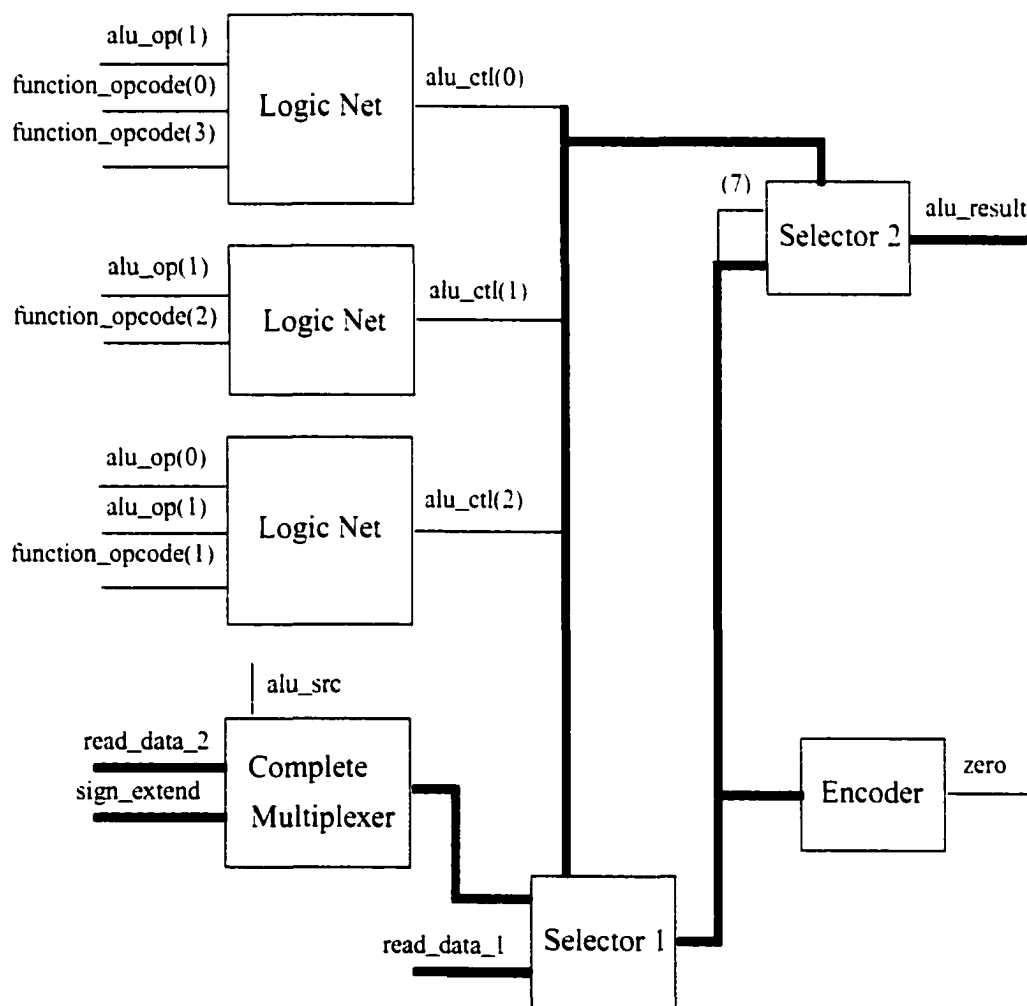 alu_op(1)
function_opcode(0)
function_opcode(3)
Logic Net
alu_ctl(0)
(7)
Selector 2
alu_result
alu_op(1)
function_opcode(2)
Logic Net
alu_ctl(1)
alu_op(0)
alu_op(1)
function_opcode(1)
Logic Net
alu_ctl(2)
alu_src
read_data_2
sign_extend
Complete
Multiplexer
Encoder
zero
read_data_1
Selector 1